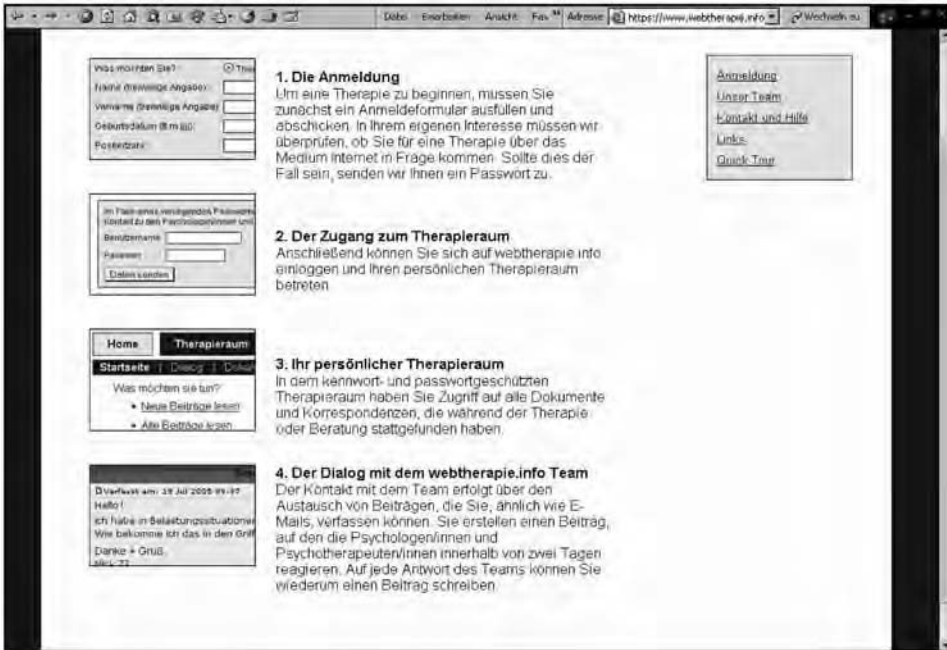 Datei Bearbeiten Ansicht Fav. Adresse https://www.webtherapie.info Wechseln zu
Was möchten Sie?
Name (freiwillige Angabe)
Vorname (freiwillige Angabe)
Geburtsdatum
Postleitzahl
1. Die Anmeldung
Um eine Therapie zu beginnen, müssen Sie
zunächst ein Anmeldeformular ausfüllen und
abschicken. In Ihrem eigenen Interesse müssen wir
überprüfen, ob Sie für eine Therapie über das
Medium Internet in Frage kommen. Sollte dies der
Fall sein, senden wir Ihnen ein Passwort zu.
Anmeldung
Unser Team
Kontakt und Hilfe
Links
Quick Tour
Benutzername
Passwort
Daten senden
2. Der Zugang zum Therapieraum
Anschließend können Sie sich auf webtherapie.info
einloggen und Ihren persönlichen Therapieraum
betreten.
Home Therapieraum
Startseite | Dialog |
Was möchten sie tun?
• Neue Beiträge lesen
• Alte Beiträge lesen
3. Ihr persönlicher Therapieraum
In dem kennwort- und passwortgeschützten
Therapieraum haben Sie Zugriff auf alle Dokumente
und Korrespondenzen, die während der Therapie
oder Beratung stattgefunden haben.
Verfasst am: 19 Jul 2005
Hallo!
ich habe in Belastungssituationen
Wie bekomme ich das in den Griff
Danke + Gruß
4. Der Dialog mit dem webtherapie.info Team
Der Kontakt mit dem Team erfolgt über den
Austausch von Beiträgen, die Sie, ähnlich wie E-
Mails, verfassen können. Sie erstellen einen Beitrag,
auf den die Psychologen/innen und
Psychotherapeuten/innen innerhalb von zwei Tagen
reagieren. Auf jede Antwort des Teams können Sie
wiederum einen Beitrag schreiben.